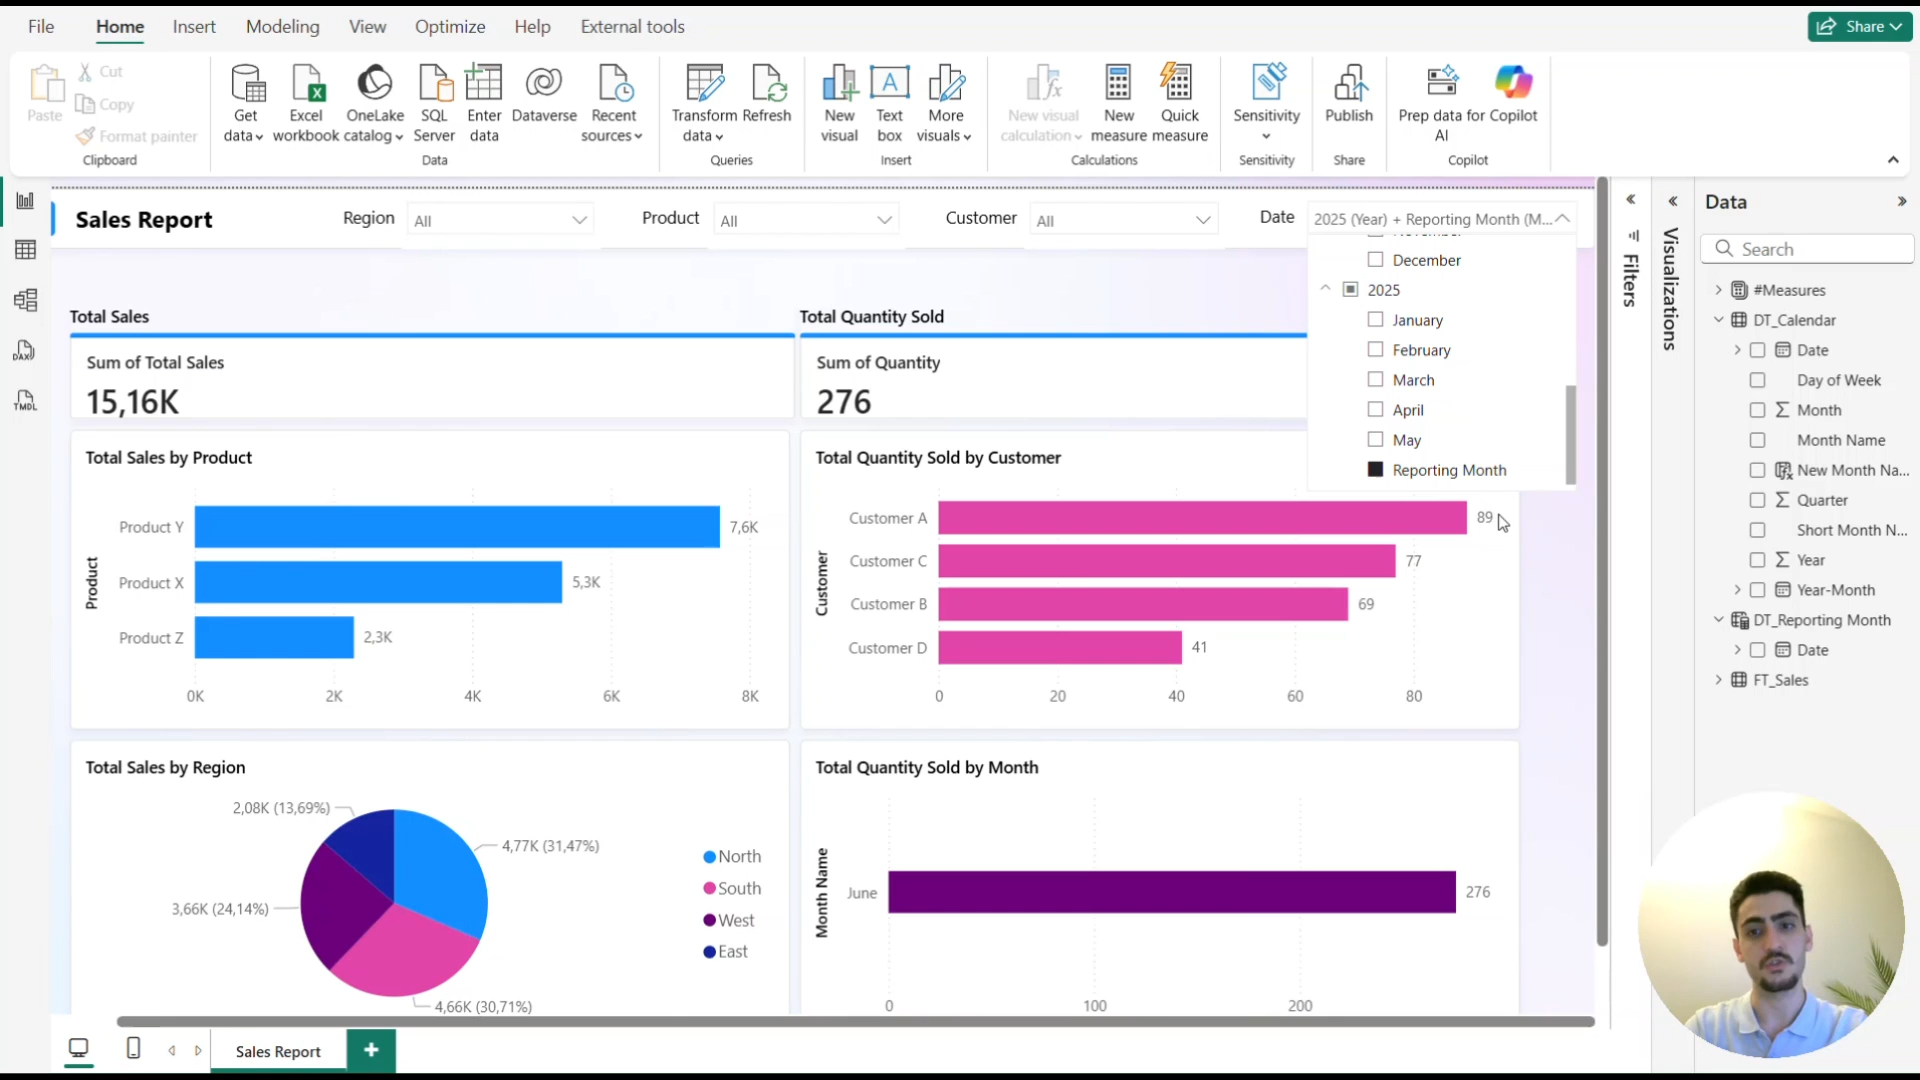 File Home Insert Modeling View Optimize Help External tools
Share
Paste
Cut
Copy
Format painter
Clipboard
Get data
Excel workbook
OneLake catalog
SQL Server
Enter data
Dataverse
Recent sources
Data
Transform data
Refresh
Queries
New visual
Text box
More visuals
Insert
New visual calculation
New measure
Quick measure
Calculations
Sensitivity
Sensitivity
Publish
Share
Prep data for AI
Copilot
Copilot
Sales Report
Region All
Product All
Customer All
Date 2025 (Year) + Reporting Month (M...
November
December
2025
January
February
March
April
May
Reporting Month
Total Sales
Sum of Total Sales
15,16K
Total Quantity Sold
Sum of Quantity
276
Total Sales by Product
Product
Product Y 7,6K
Product X 5,3K
Product Z 2,3K
0K 2K 4K 6K 8K
Total Quantity Sold by Customer
Customer
Customer A 89
Customer C 77
Customer B 69
Customer D 41
0 20 40 60 80
Total Sales by Region
2,08K (13,69%)
4,77K (31,47%)
3,66K (24,14%)
4,66K (30,71%)
North
South
West
East
Total Quantity Sold by Month
Month Name
June 276
0 100 200
Sales Report
Filters
Visualizations
Data
Search
#Measures
DT_Calendar
Date
Day of Week
Month
Month Name
New Month Na...
Quarter
Short Month N...
Year
Year-Month
DT_Reporting Month
Date
FT_Sales
DAX
TMDL